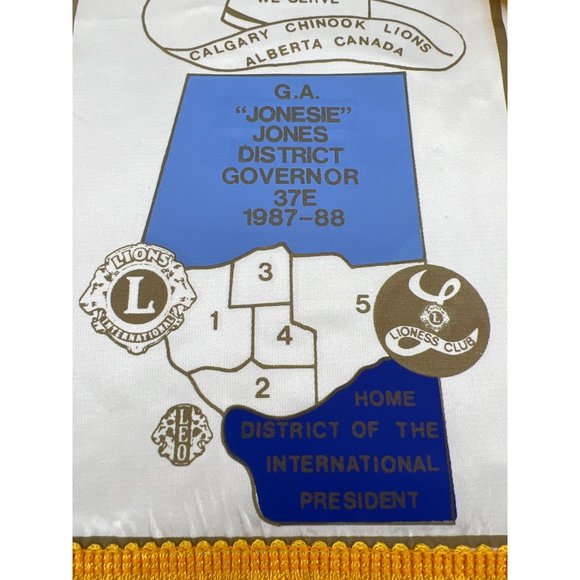 WE SERVE
CALGARY CHINOOK LIONS
ALBERTA CANADA
G.A.
"JONESIE"
JONES
DISTRICT
GOVERNOR
37E
1987-88
LIONS
L
INTERNATIONAL
3
1
4
5
2
L
LIONESS CLUB
LEO
HOME
DISTRICT OF THE
INTERNATIONAL
PRESIDENT